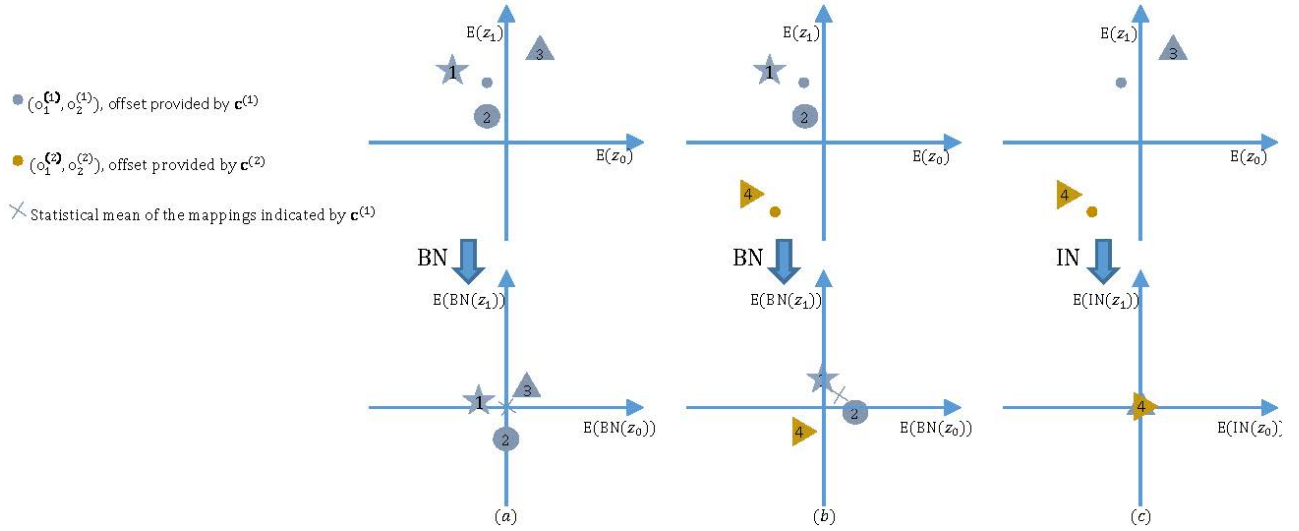 (o₁⁽¹⁾, o₂⁽¹⁾), offset provided by c⁽¹⁾
(o₁⁽²⁾, o₂⁽²⁾), offset provided by c⁽²⁾
Statistical mean of the mappings indicated by c⁽¹⁾
E(z₁)
3
1
2
E(z₀)
BN
E(BN(z₁))
3
1
2
E(BN(z₀))
(a)
E(z₁)
1
2
E(z₀)
4
BN
E(BN(z₁))
2
4
E(BN(z₀))
(b)
E(z₁)
3
E(z₀)
4
IN
E(IN(z₁))
4
E(IN(z₀))
(c)